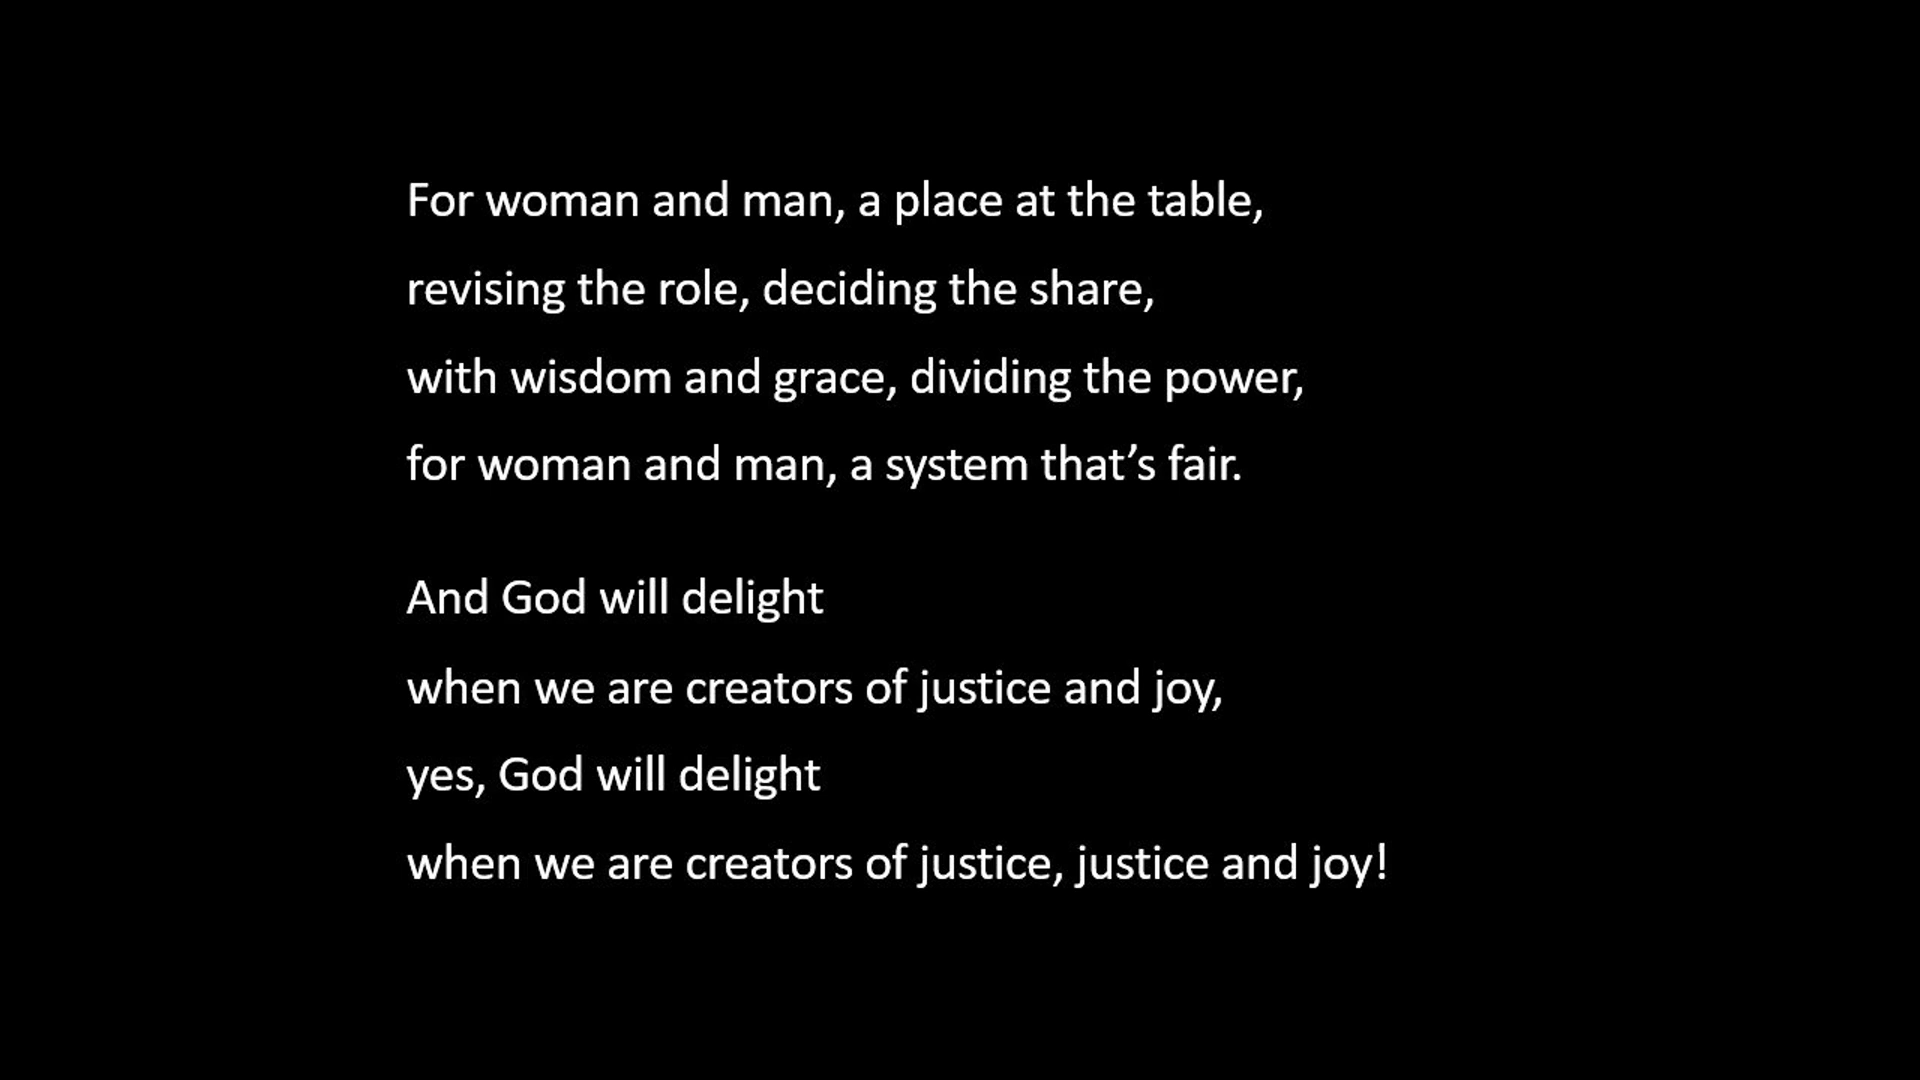 For woman and man, a place at the table,
revising the role, deciding the share,
with wisdom and grace, dividing the power,
for woman and man, a system that’s fair.
And God will delight
when we are creators of justice and joy,
yes, God will delight
when we are creators of justice, justice and joy!